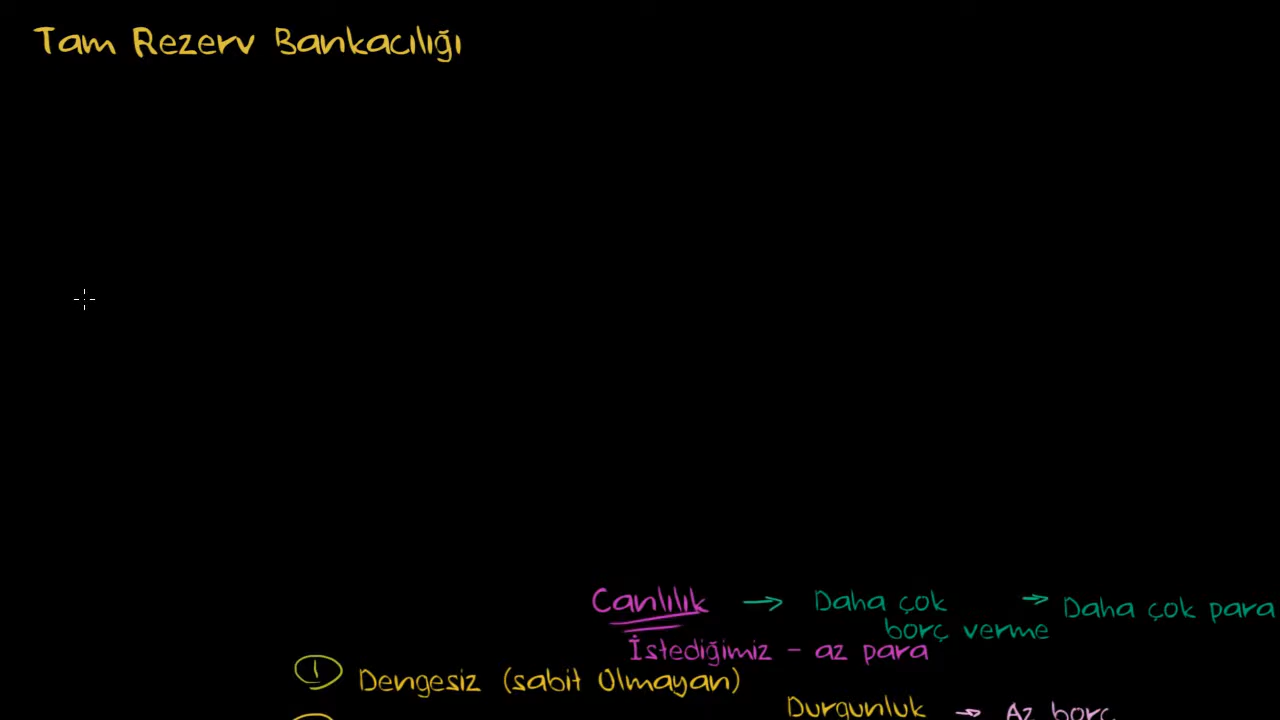 Tam Rezerv Bankacılığı
Canlılık → Daha çok borç verme → Daha çok para
İstediğimiz - az para
1 Dengesiz (sabit Olmayan)
Durgunluk → Az borç